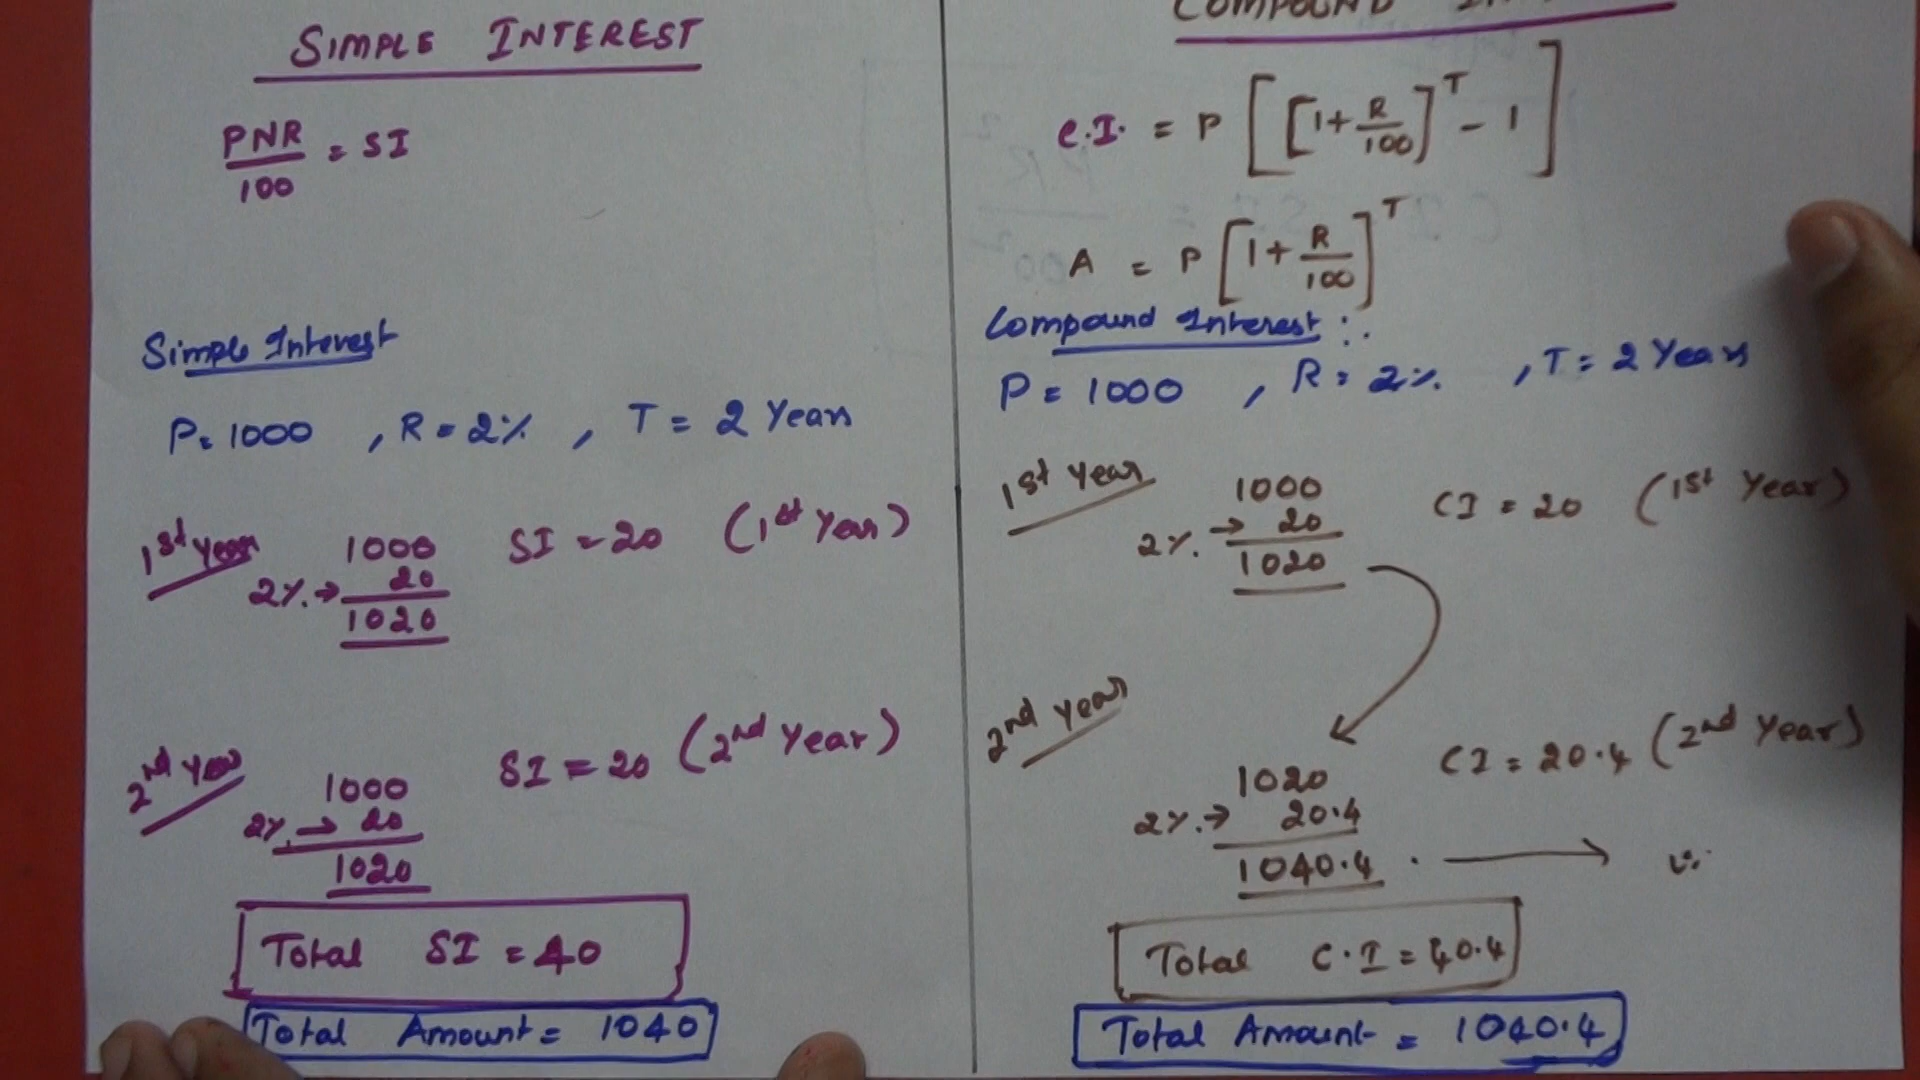 SIMPLE INTEREST
PNR/100 = SI
Simple Interest
P = 1000 , R = 2% , T = 2 Years
1st year
1000 SI = 20 (1st Year)
2% → 20
1020
2nd year
1000 SI = 20 (2nd Year)
2% → 20
1020
Total SI = 40
Total Amount = 1040
COMPOUND
C.I. = P [ [1 + R/100]^T - 1 ]
A = P [1 + R/100]^T
Compound Interest :.
P = 1000 , R = 2% , T = 2 Years
1st year
1000 CI = 20 (1st Year)
2% → 20
1020
2nd year
1020 CI = 20.4 (2nd Year)
2% → 20.4
1040.4 . →
Total C.I = 40.4
Total Amount = 1040.4